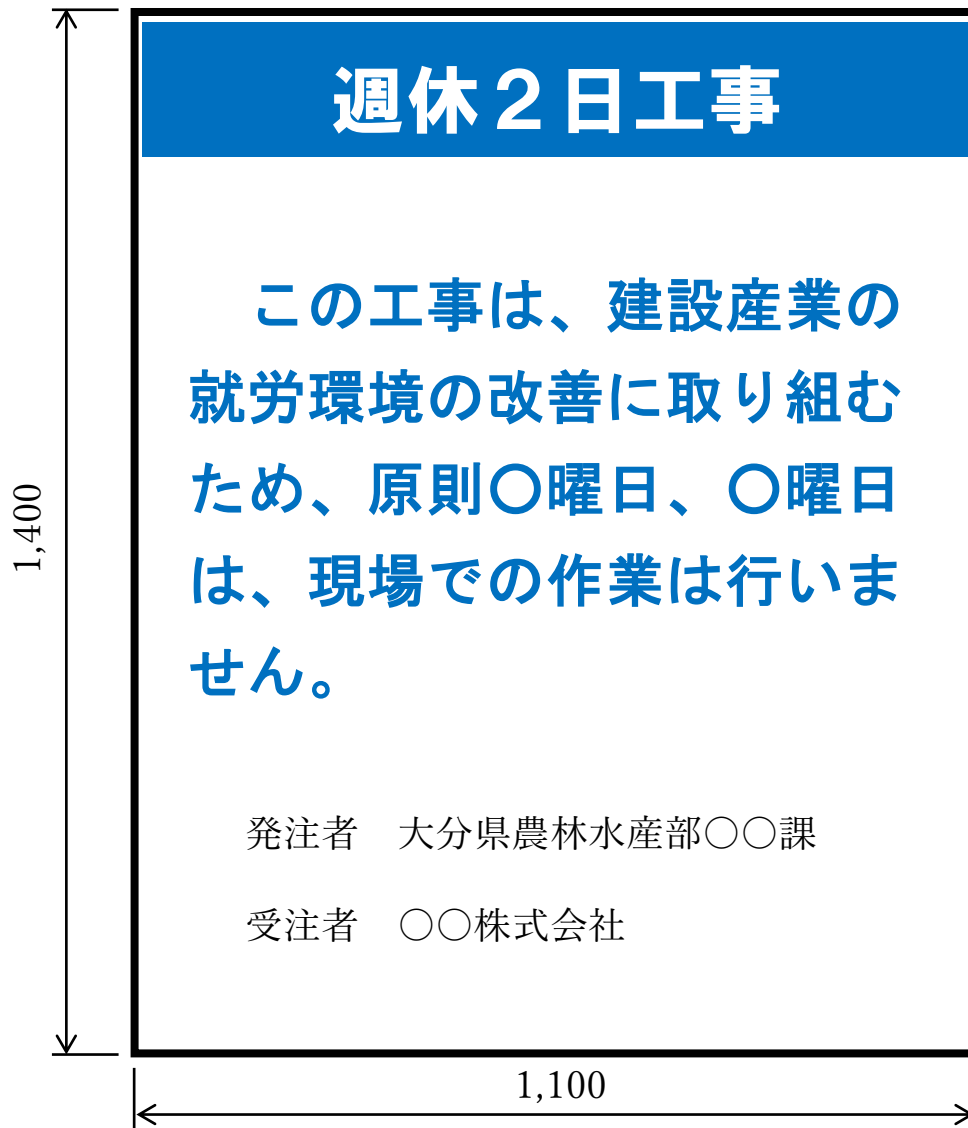 週休２日工事
　この工事は、建設産業の
就労環境の改善に取り組む
ため、原則〇曜日、〇曜日
は、現場での作業は行いま
せん。
発注者　大分県農林水産部○○課
受注者　○○株式会社
1,400
1,100